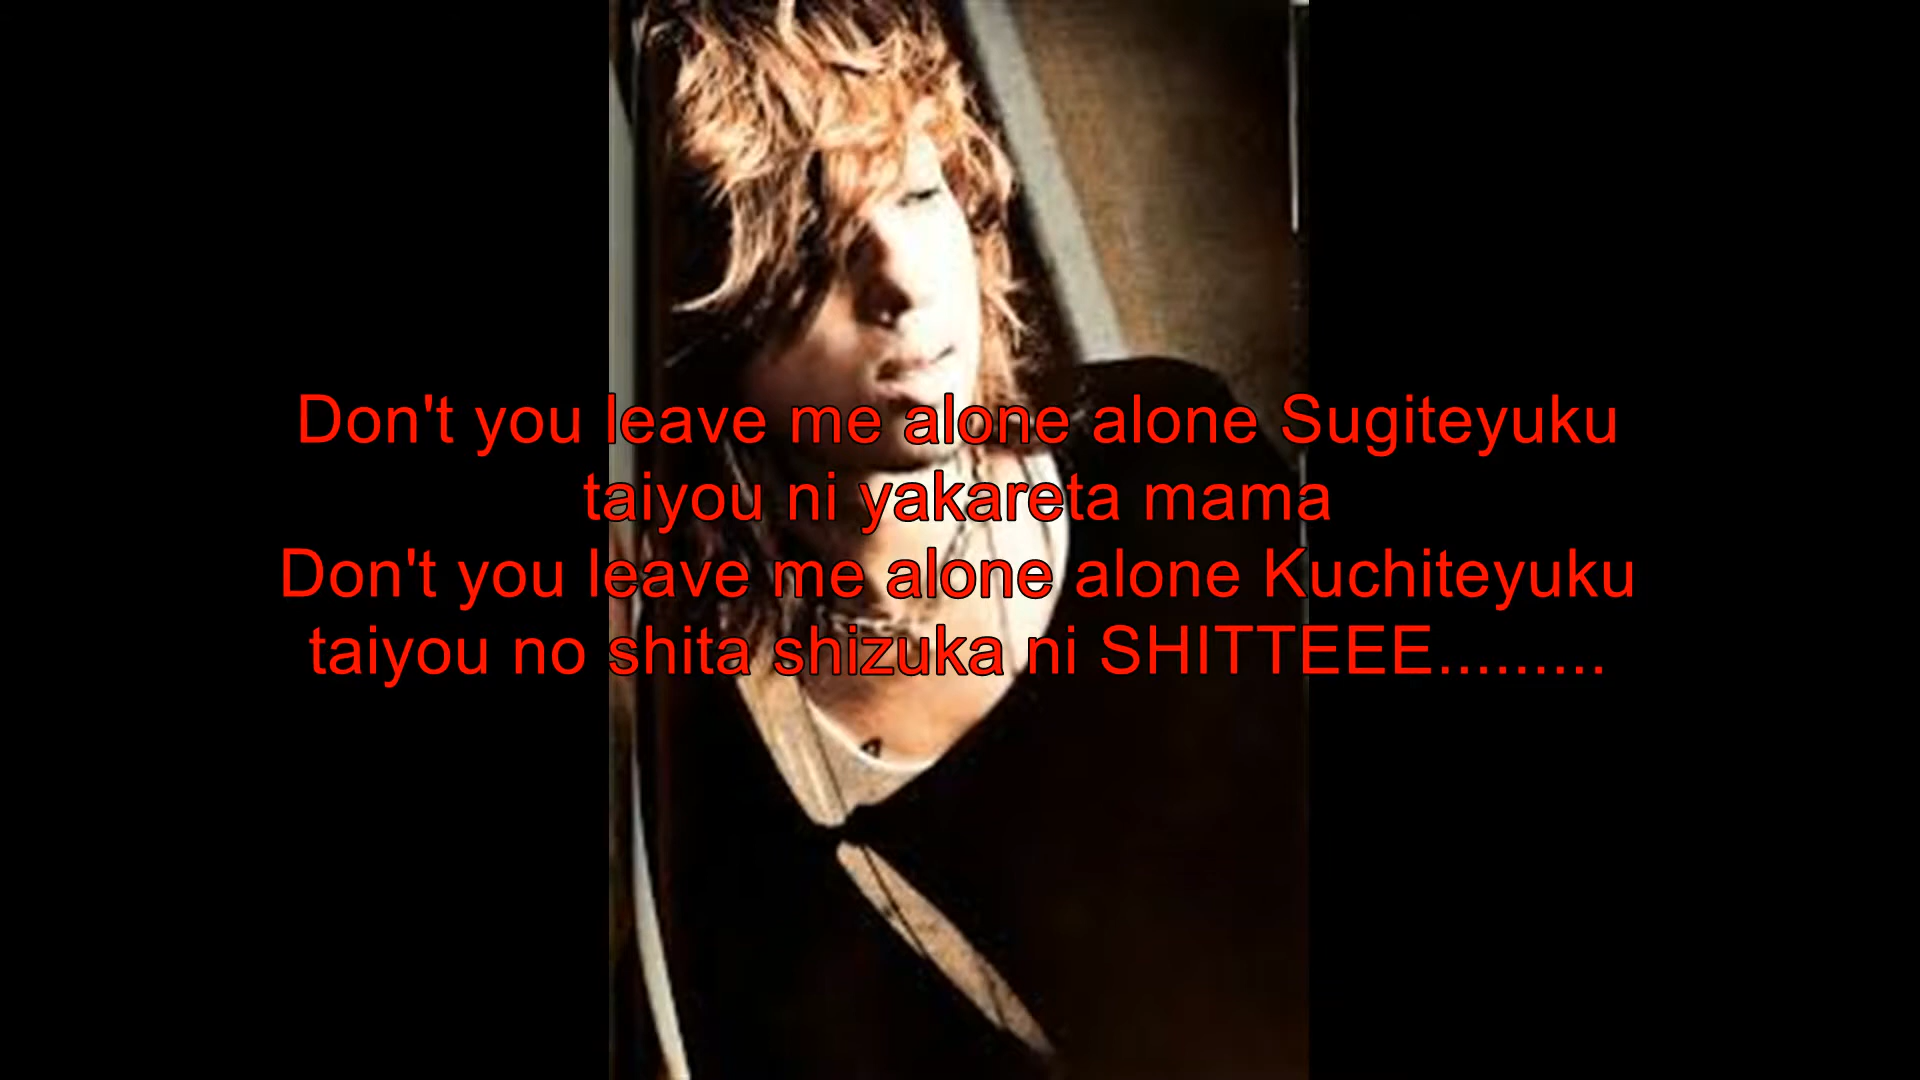 Don't you leave me alone alone Sugiteyuku
taiyou ni yakareta mama
Don't you leave me alone alone Kuchiteyuku
taiyou no shita shizuka ni SHITTEEE.........